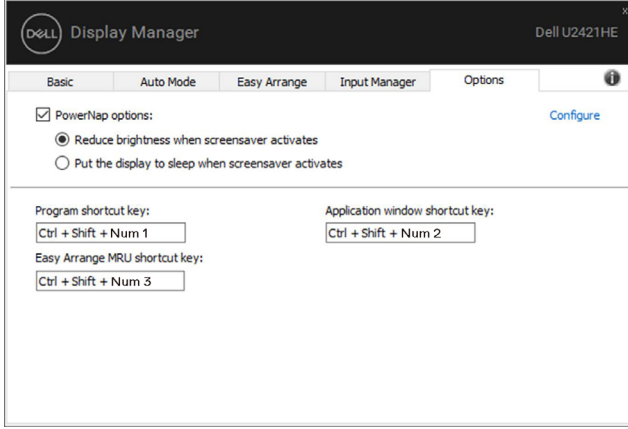 x
DELL Display Manager
Dell U2421HE
Basic Auto Mode Easy Arrange Input Manager Options i
PowerNap options: Configure
Reduce brightness when screensaver activates
Put the display to sleep when screensaver activates
Program shortcut key: Application window shortcut key:
Ctrl + Shift + Num 1 Ctrl + Shift + Num 2
Easy Arrange MRU shortcut key:
Ctrl + Shift + Num 3